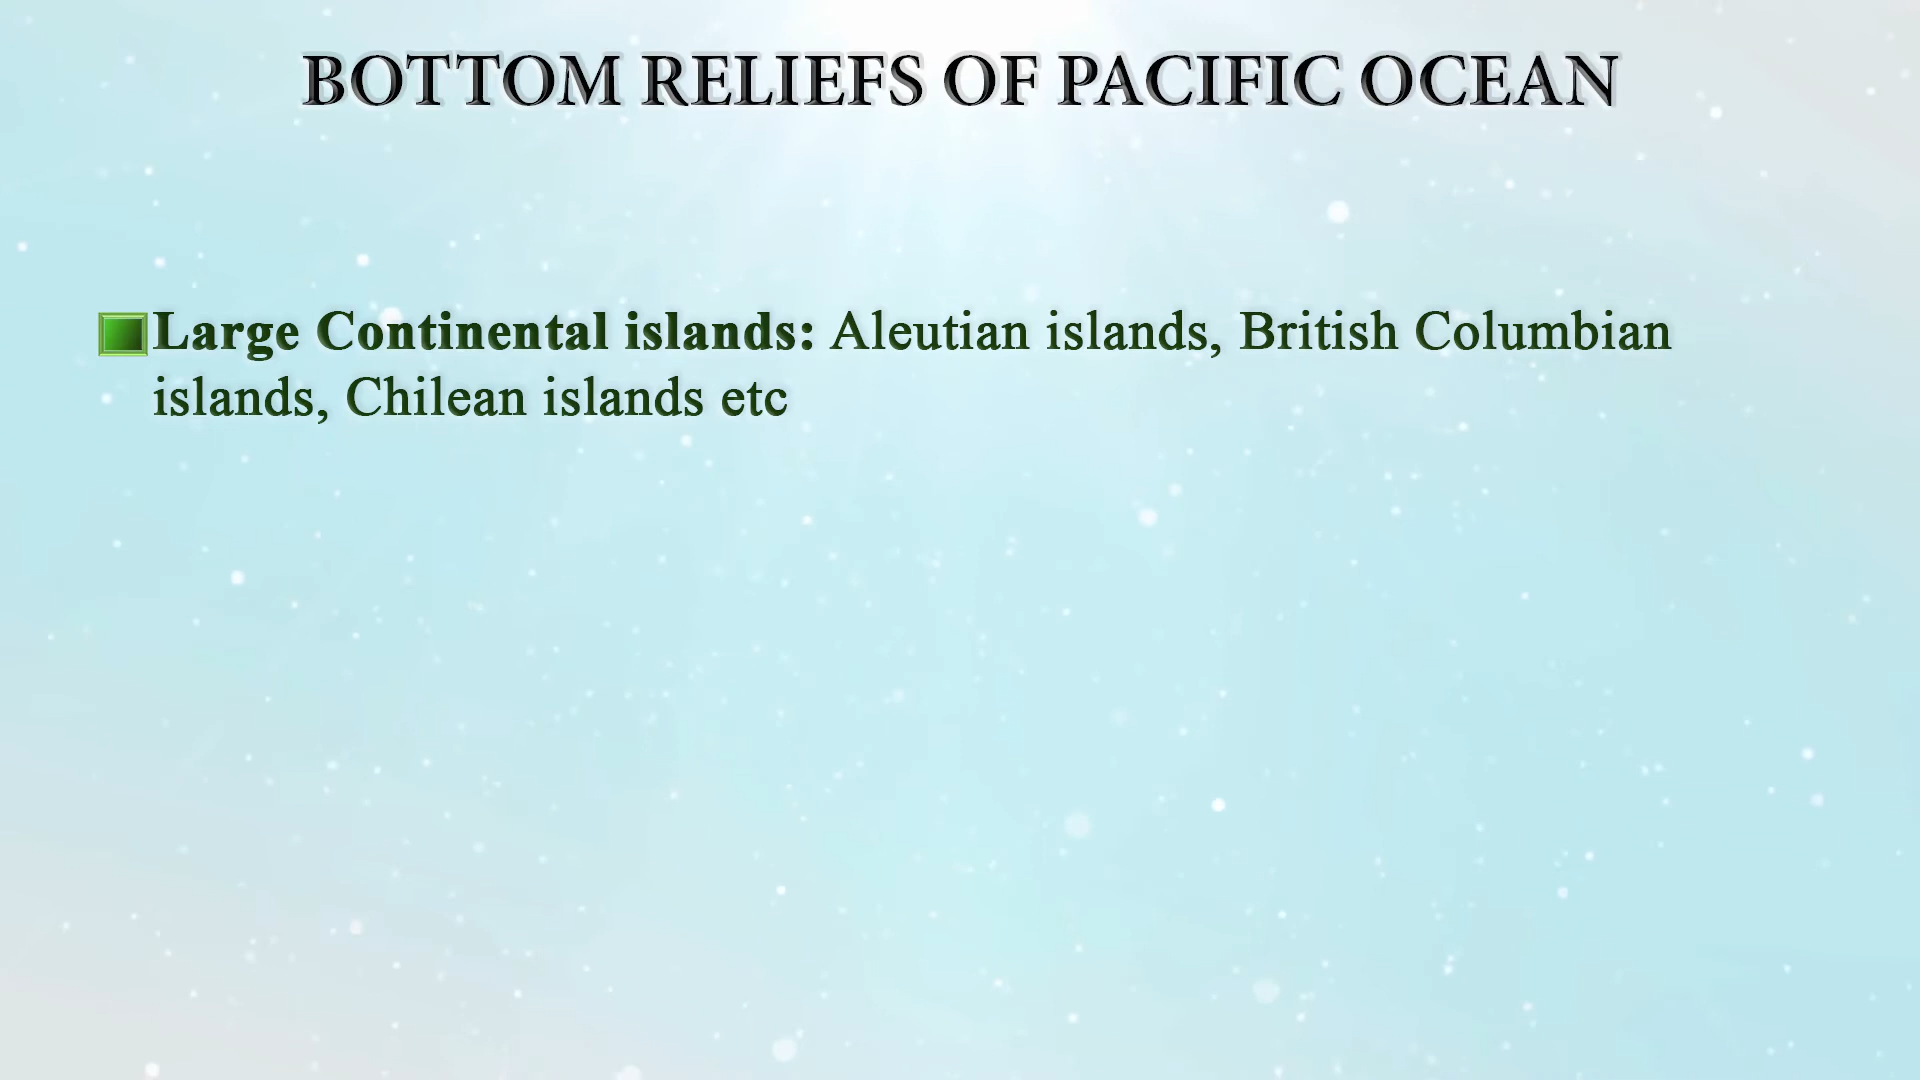 BOTTOM RELIEFS OF PACIFIC OCEAN
Large Continental islands: Aleutian islands, British Columbian
islands, Chilean islands etc